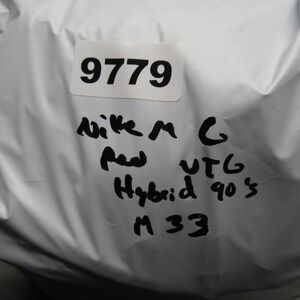 9779
Nike M G
Red VTG
Hybrid 90's
M 33